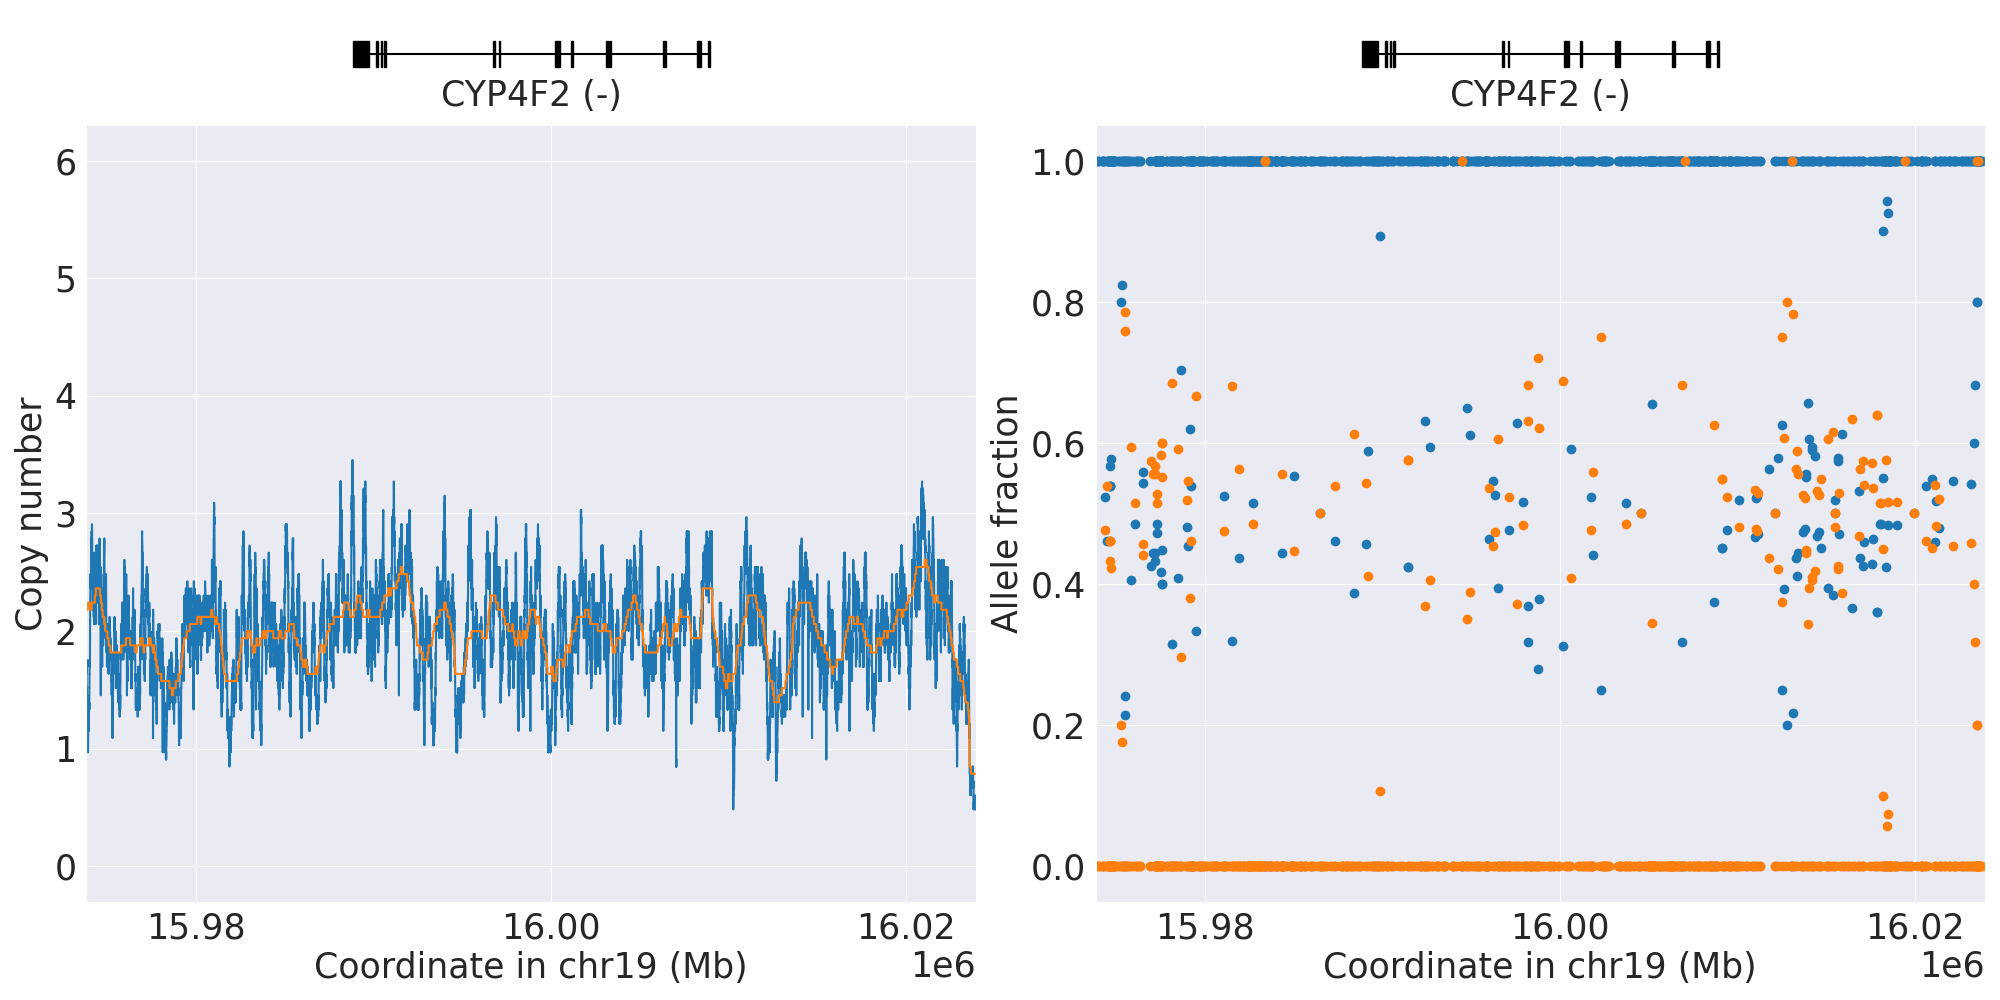 CYP4F2 (-)
6
5
4
3
2
1
0
Copy number
15.98 16.00 16.02
Coordinate in chr19 (Mb) 1e6
CYP4F2 (-)
1.0
0.8
0.6
0.4
0.2
0.0
Allele fraction
15.98 16.00 16.02
Coordinate in chr19 (Mb) 1e6